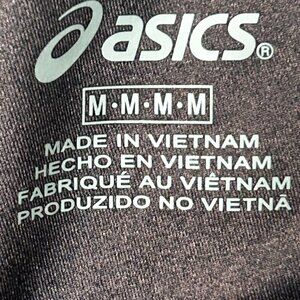 asics®
M•M•M•M
MADE IN VIETNAM
HECHO EN VIETNAM
FABRIQUÉ AU VIÊTNAM
PRODUZIDO NO VIETNÃ